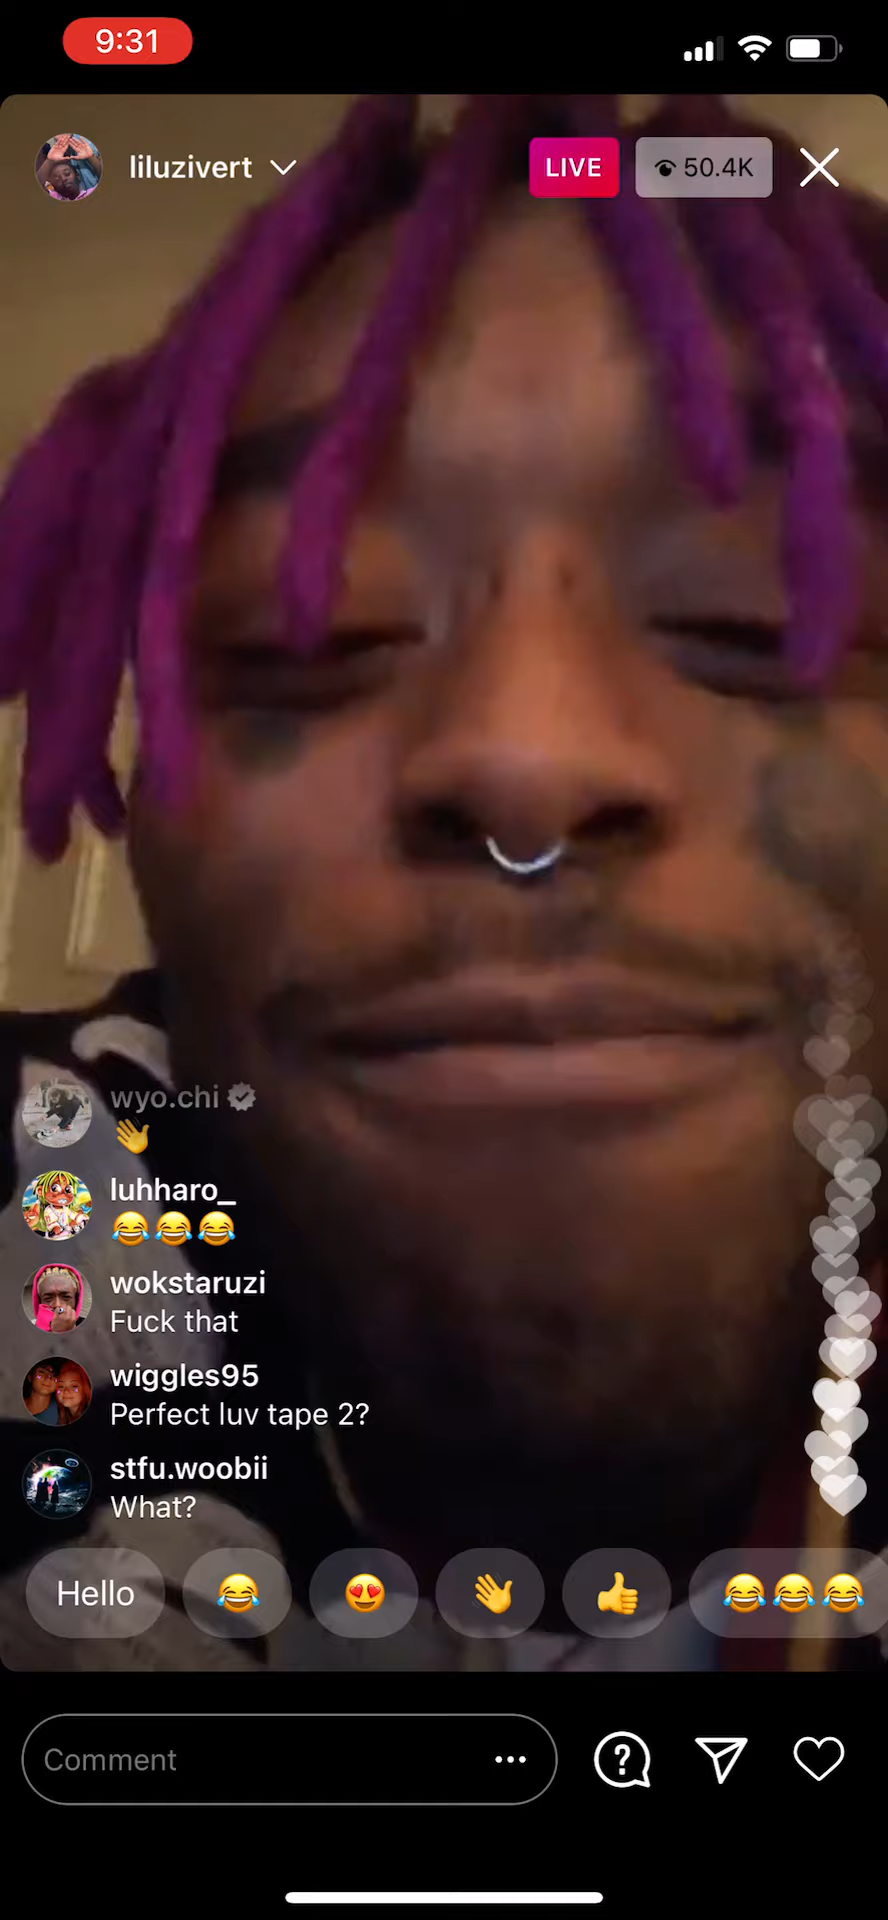 9:31
liluzivert
LIVE
50.4K
wyo.chi
👋
luhharo_
😂😂😂
wokstaruzi
Fuck that
wiggles95
Perfect luv tape 2?
stfu.woobii
What?
Hello 😂 😍 👋 👍 😂😂😂
Comment